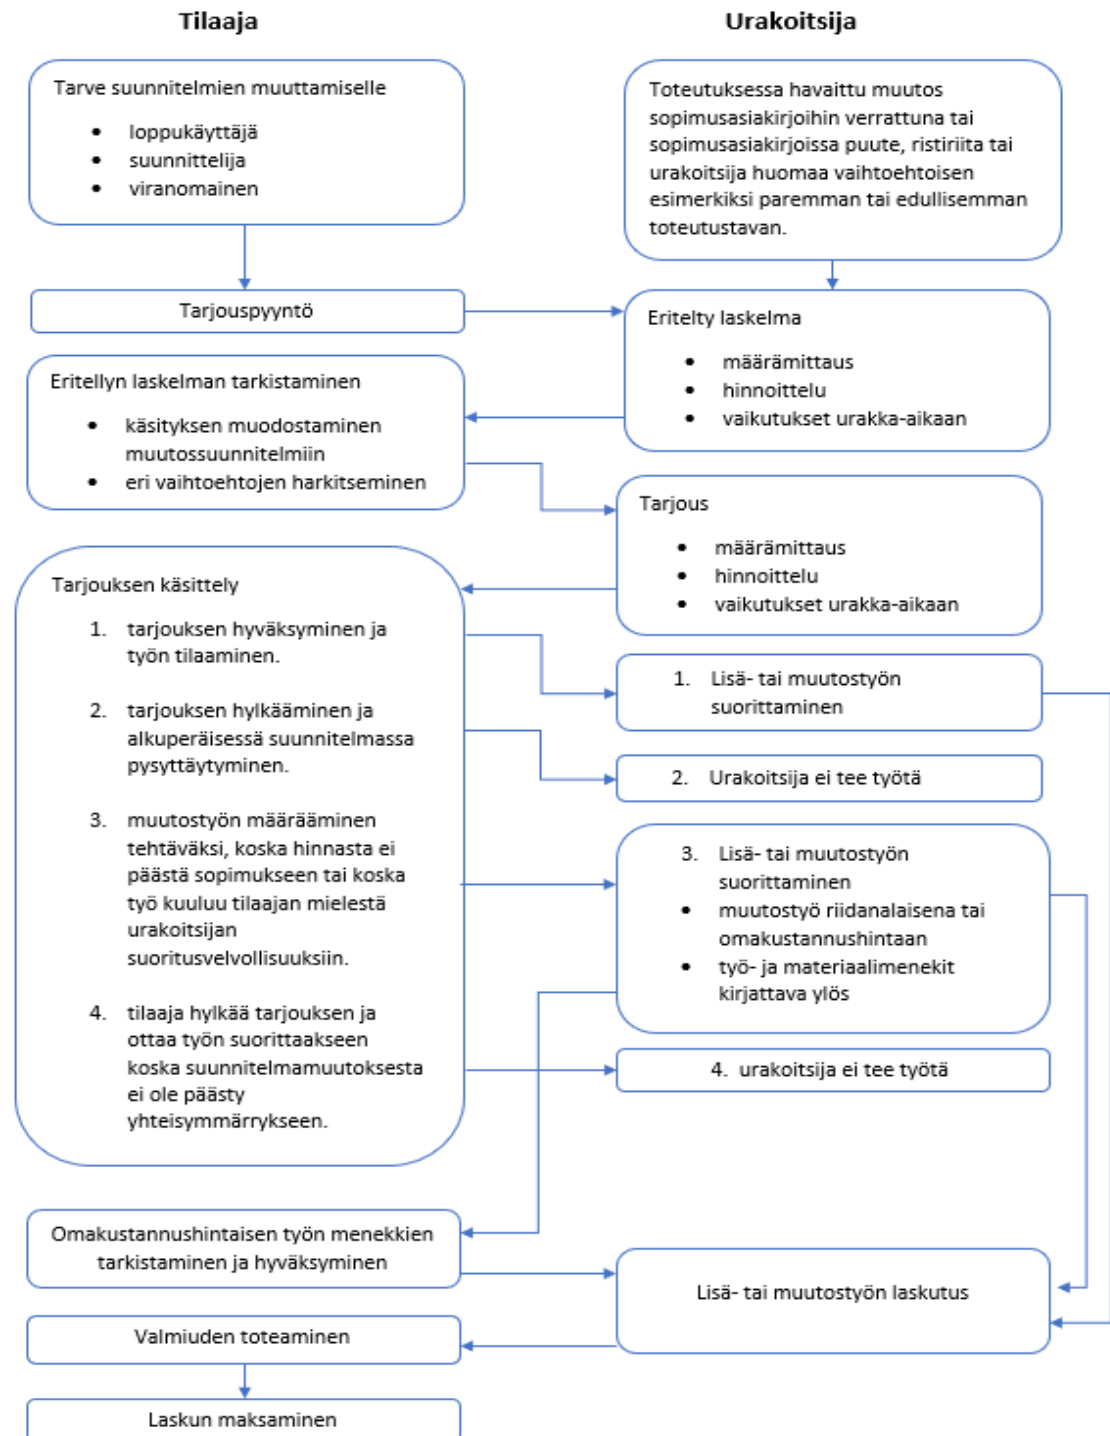 Tilaaja
Urakoitsija
Tarve suunnitelmien muuttamiselle
• loppukäyttäjä
• suunnittelija
• viranomainen
Toteutuksessa havaittu muutos
sopimusasiakirjoihin verrattuna tai
sopimusasiakirjoissa puute, ristiriita tai
urakoitsija huomaa vaihtoehtoisen
esimerkiksi paremman tai edullisemman
toteutustavan.
Tarjouspyyntö
Eritelty laskelma
• määrämittaus
• hinnoittelu
• vaikutukset urakka-aikaan
Eritellyn laskelman tarkistaminen
• käsityksen muodostaminen
muutossuunnitelmiin
• eri vaihtoehtojen harkitseminen
Tarjous
• määrämittaus
• hinnoittelu
• vaikutukset urakka-aikaan
Tarjouksen käsittely
1. tarjouksen hyväksyminen ja
työn tilaaminen.
2. tarjouksen hylkääminen ja
alkuperäisessä suunnitelmassa
pysyttäytyminen.
3. muutostyön määrääminen
tehtäväksi, koska hinnasta ei
päästä sopimukseen tai koska
työ kuuluu tilaajan mielestä
urakoitsijan
suoritusvelvollisuuksiin.
4. tilaaja hylkää tarjouksen ja
ottaa työn suorittaakseen
koska suunnitelmamuutoksesta
ei ole päästy
yhteisymmärrykseen.
1. Lisä- tai muutostyön
suorittaminen
2. Urakoitsija ei tee työtä
3. Lisä- tai muutostyön
suorittaminen
• muutostyö riidanalaisena tai
omakustannushintaan
• työ- ja materiaalimenekit
kirjattava ylös
4. urakoitsija ei tee työtä
Omakustannushintaisen työn menekkien
tarkistaminen ja hyväksyminen
Lisä- tai muutostyön laskutus
Valmiuden toteaminen
Laskun maksaminen